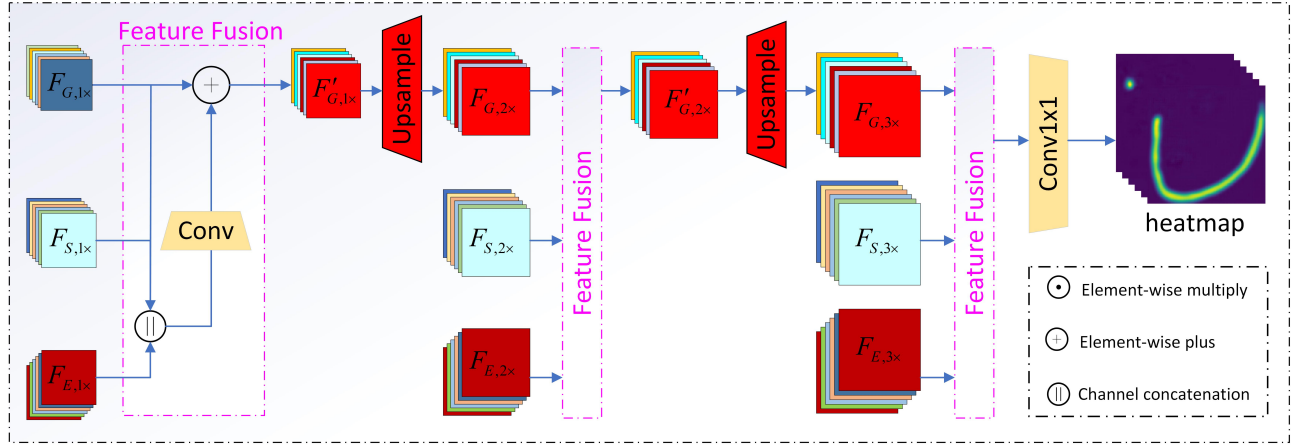 Feature Fusion
F_{G,1×}
+
F'_{G,1×}
Upsample
F_{G,2×}
F'_{G,2×}
Upsample
F_{G,3×}
Conv1x1
heatmap
F_{S,1×}
Conv
F_{S,2×}
Feature Fusion
F_{S,3×}
Feature Fusion
||
F_{E,1×}
F_{E,2×}
F_{E,3×}
Element-wise multiply
+ Element-wise plus
|| Channel concatenation